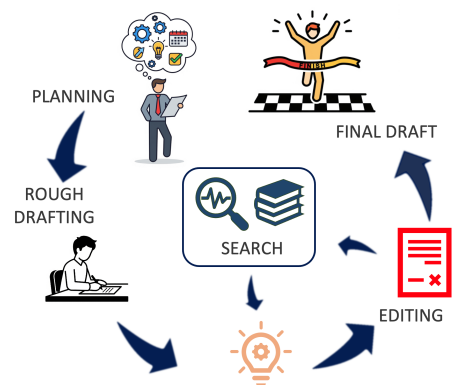 PLANNING
FINISH
FINAL DRAFT
ROUGH
DRAFTING
SEARCH
EDITING